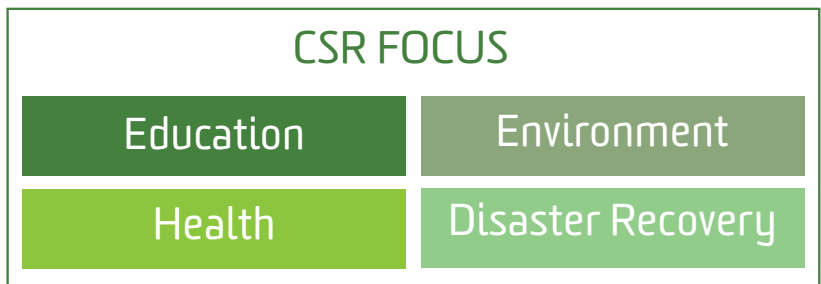 CSR FOCUS
Education
Environment
Health
Disaster Recovery